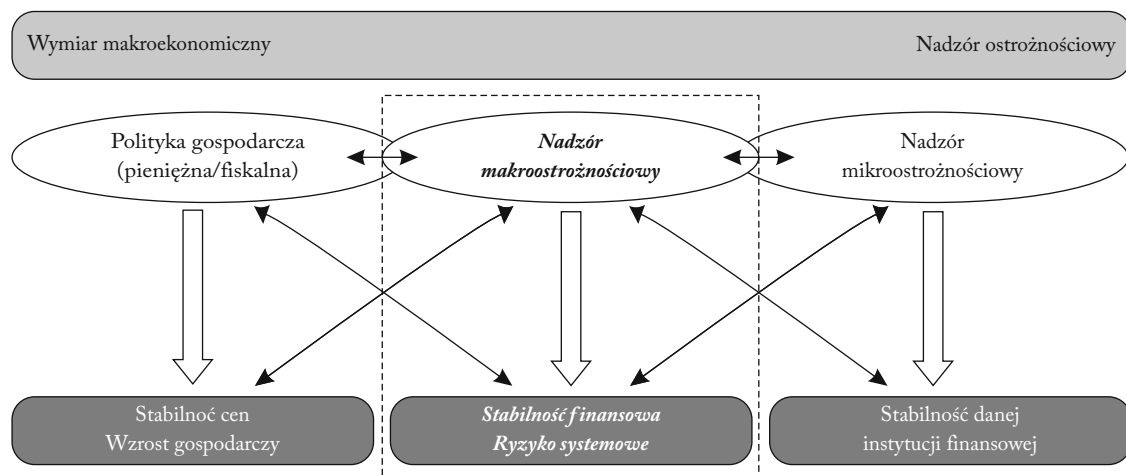 Wymiar makroekonomiczny
Nadzór ostrożnościowy
Polityka gospodarcza
(pieniężna/fiskalna)
Nadzór
makroostrożnościowy
Nadzór
mikroostrożnościowy
Stabilnoć cen
Wzrost gospodarczy
Stabilność finansowa
Ryzyko systemowe
Stabilność danej
instytucji finansowej